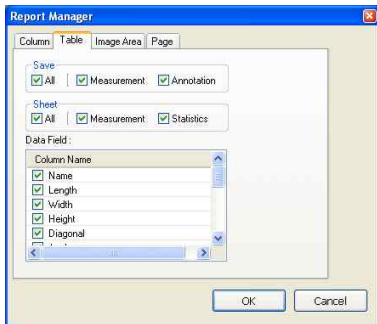 Report Manager
Column Table Image Area Page
Save
All Measurement Annotation
Sheet
All Measurement Statistics
Data Field :
Column Name
Name
Length
Width
Height
Diagonal
OK Cancel